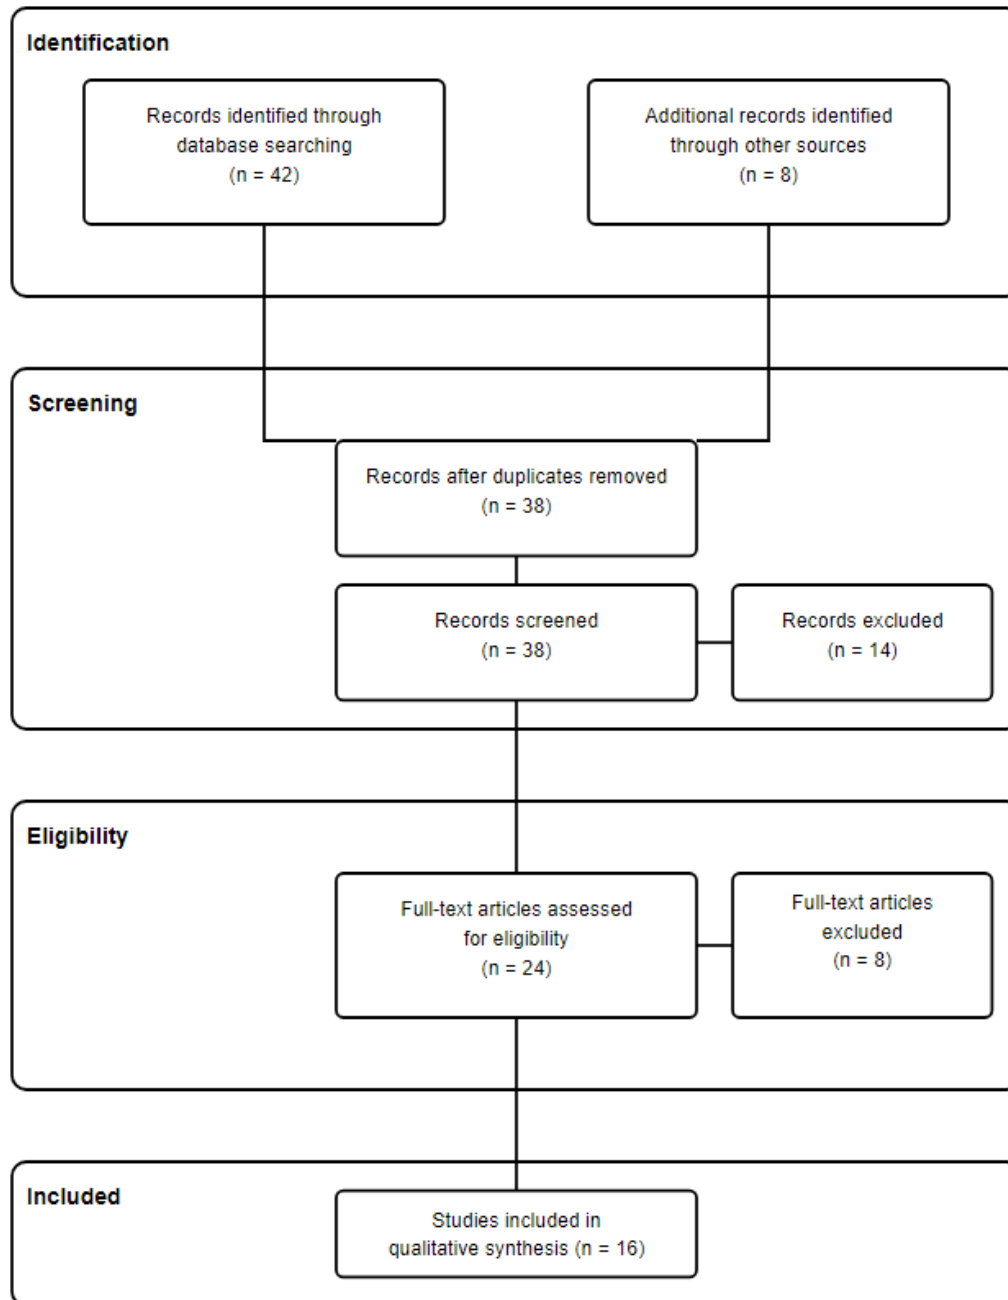 Identification
Records identified through
database searching
(n = 42)
Additional records identified
through other sources
(n = 8)
Screening
Records after duplicates removed
(n = 38)
Records screened
(n = 38)
Records excluded
(n = 14)
Eligibility
Full-text articles assessed
for eligibility
(n = 24)
Full-text articles
excluded
(n = 8)
Included
Studies included in
qualitative synthesis (n = 16)